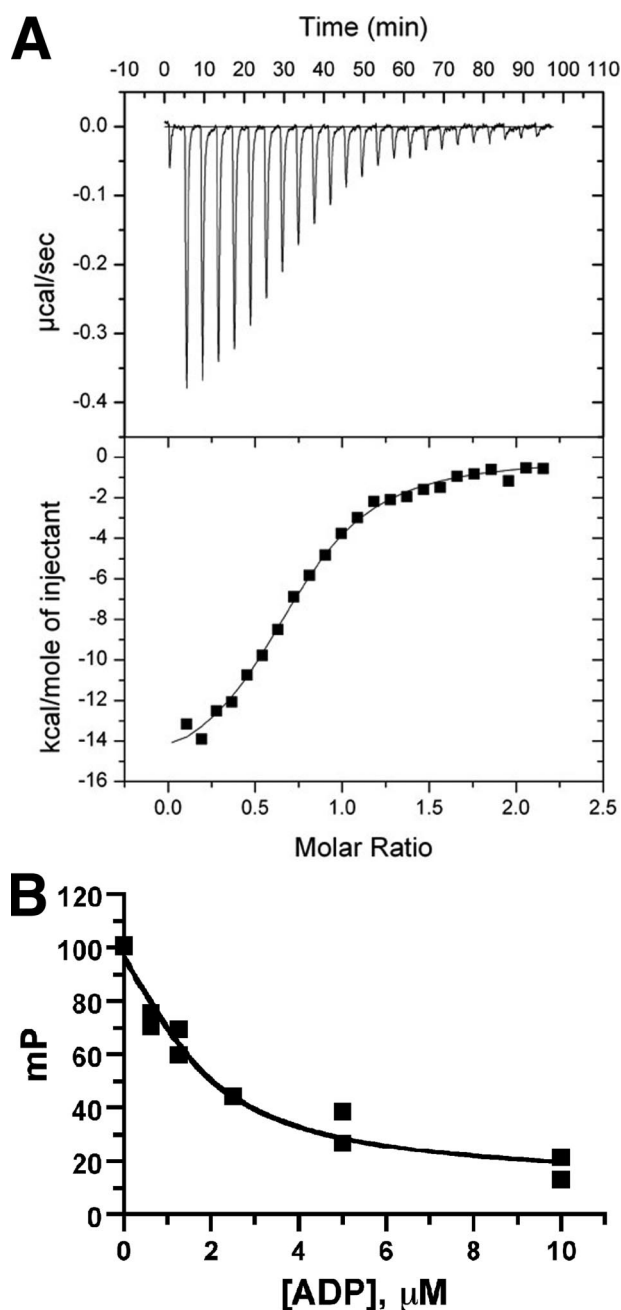 A
Time (min)
-10 0 10 20 30 40 50 60 70 80 90 100 110
0.0
-0.1
-0.2
-0.3
-0.4
µcal/sec
0
-2
-4
-6
-8
-10
-12
-14
-16
kcal/mole of injectant
0.0 0.5 1.0 1.5 2.0 2.5
Molar Ratio
B
120
100
80
60
40
20
0
mP
0 2 4 6 8 10
[ADP], µM